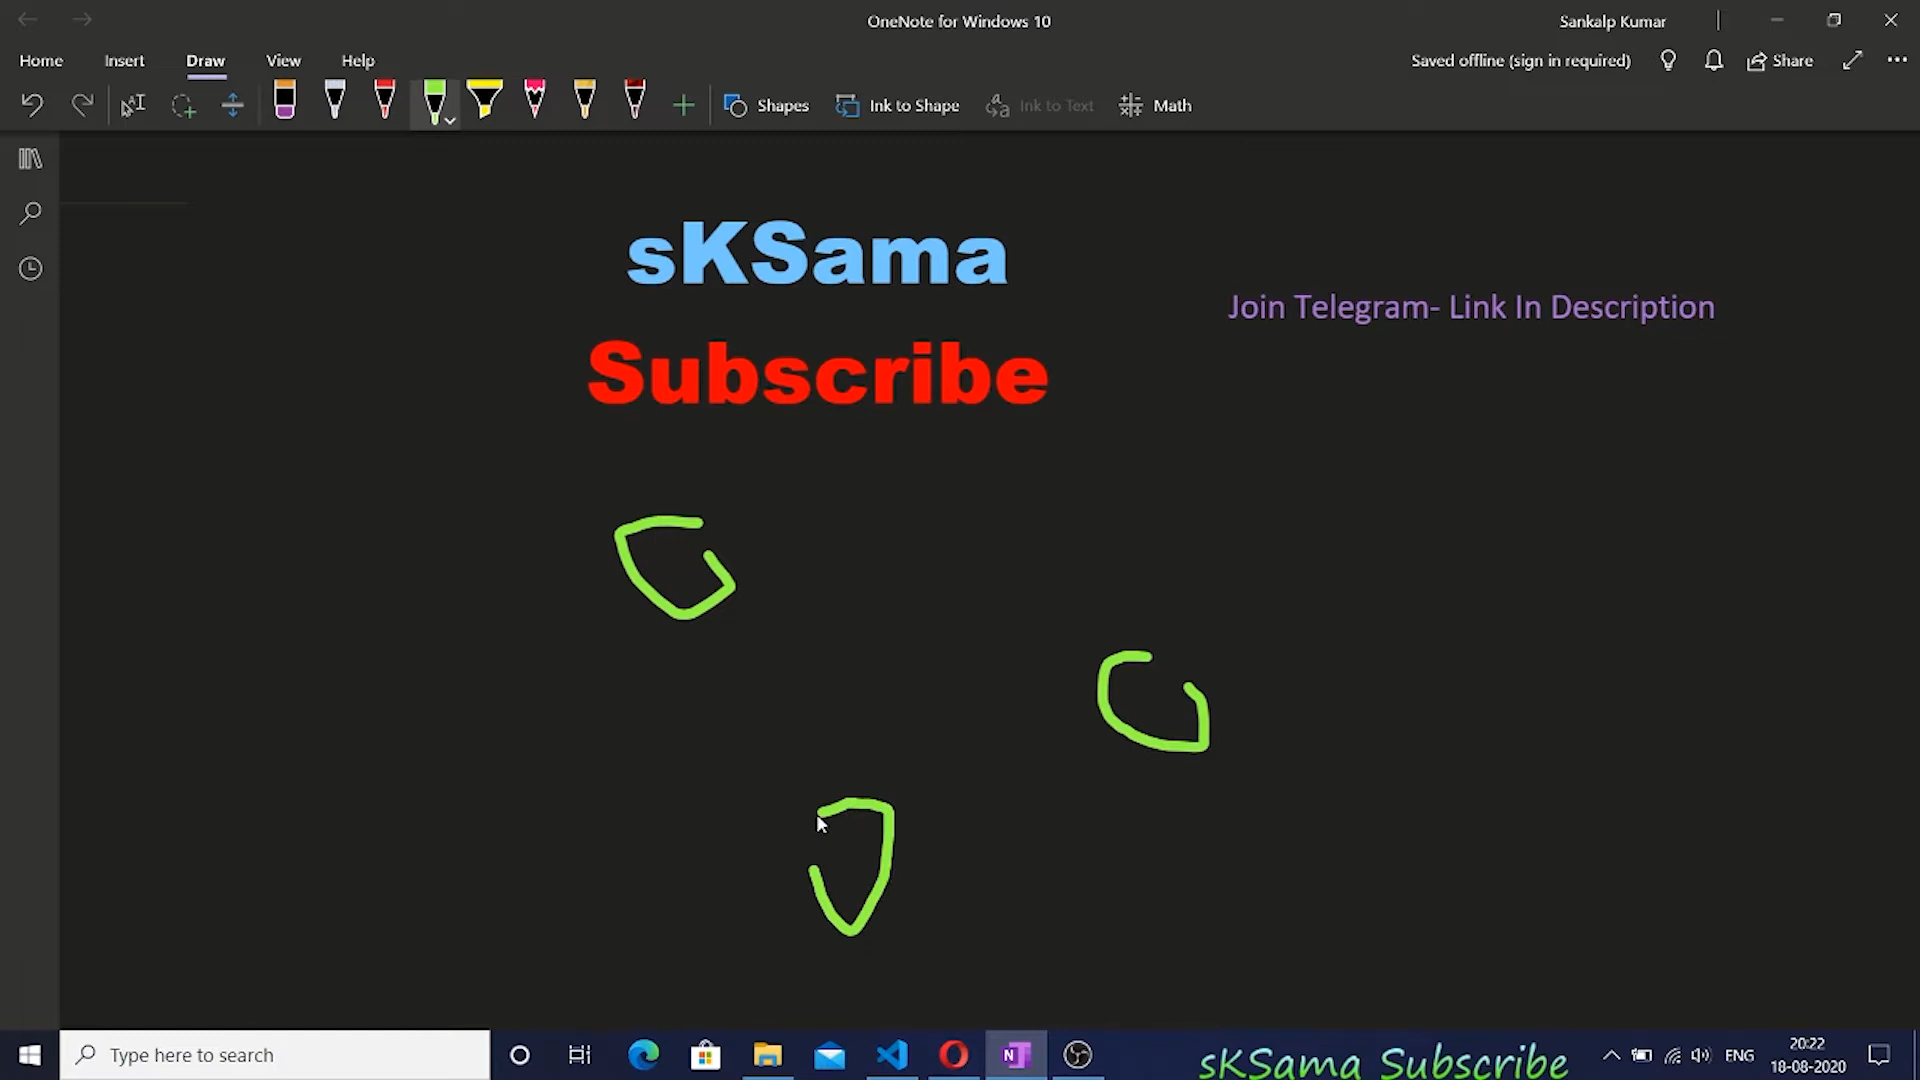 OneNote for Windows 10
Sankalp Kumar
Home Insert Draw View Help
Saved offline (sign in required) Share
Shapes Ink to Shape Ink to Text Math
sKSama
Join Telegram- Link In Description
Subscribe
Type here to search
sKSama Subscribe
ENG
20:22
18-08-2020